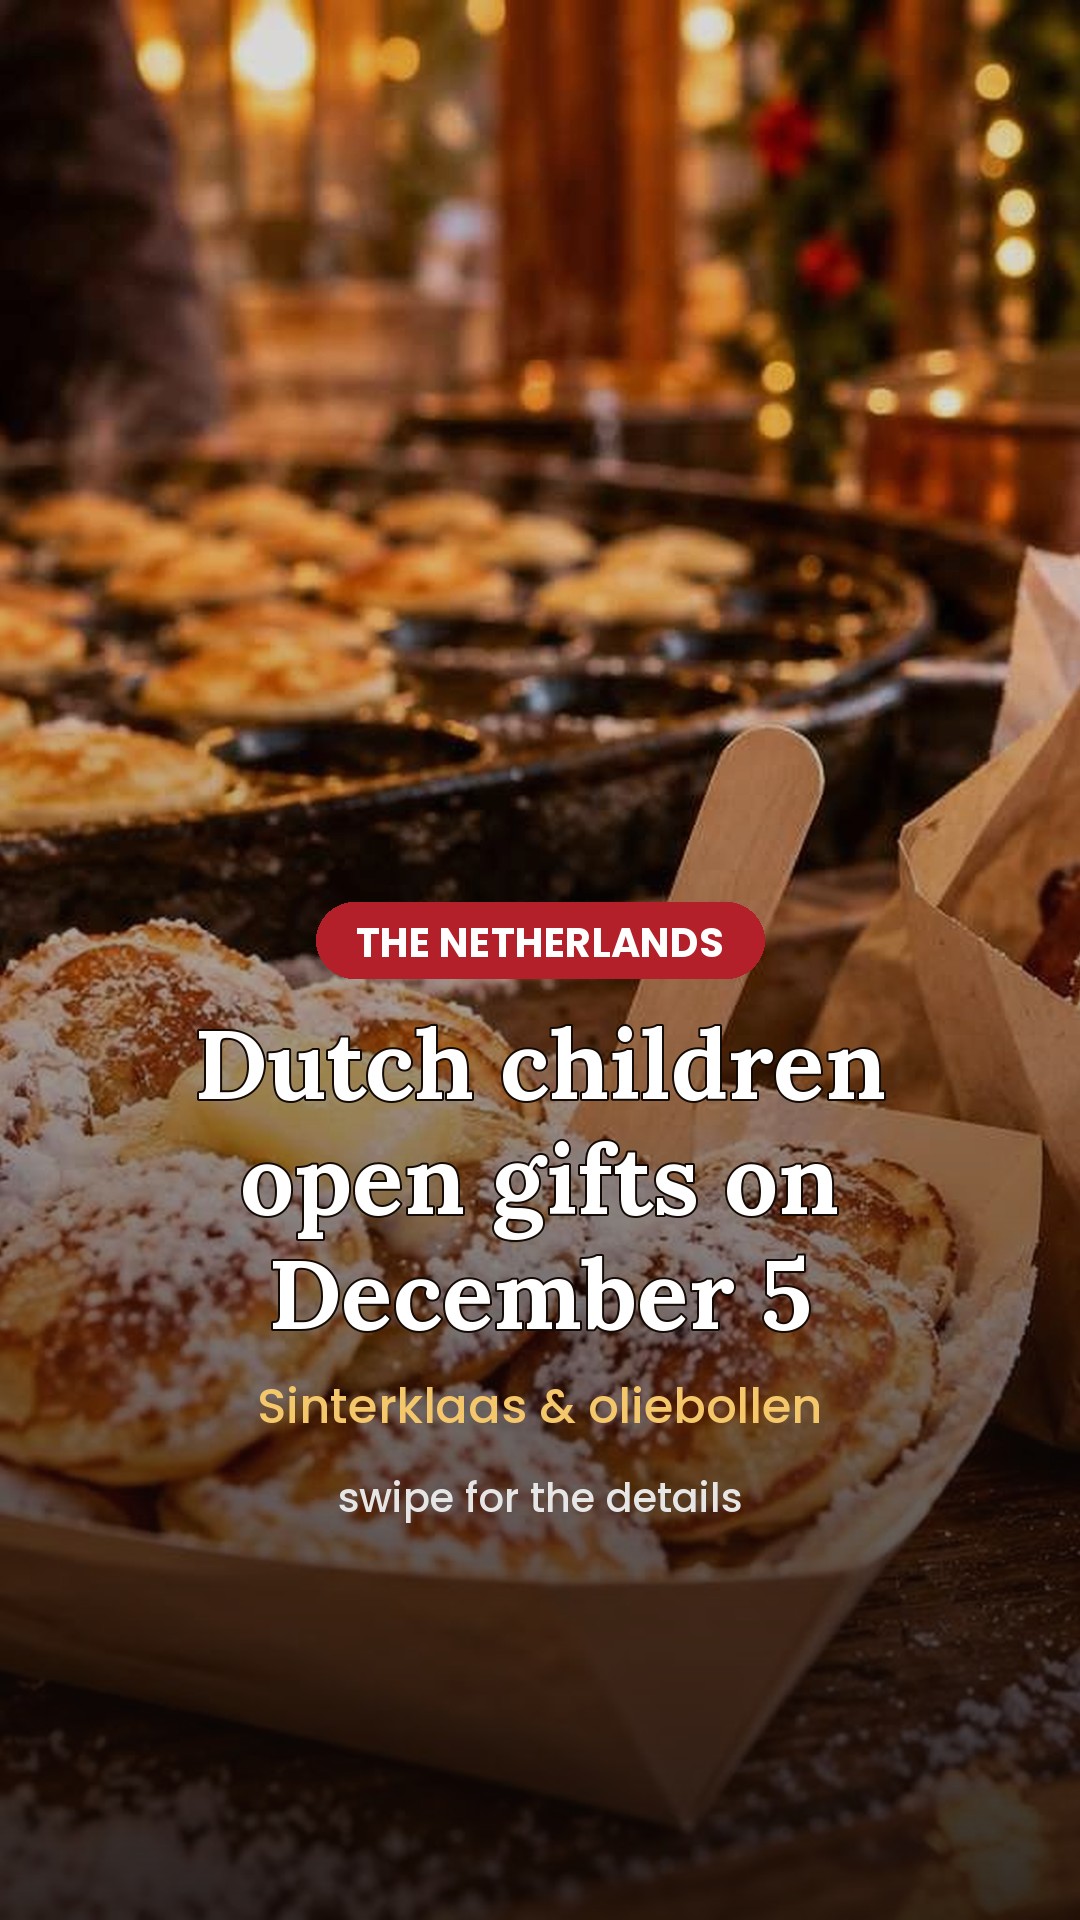 THE NETHERLANDS
Dutch children
open gifts on
December 5
Sinterklaas & oliebollen
swipe for the details